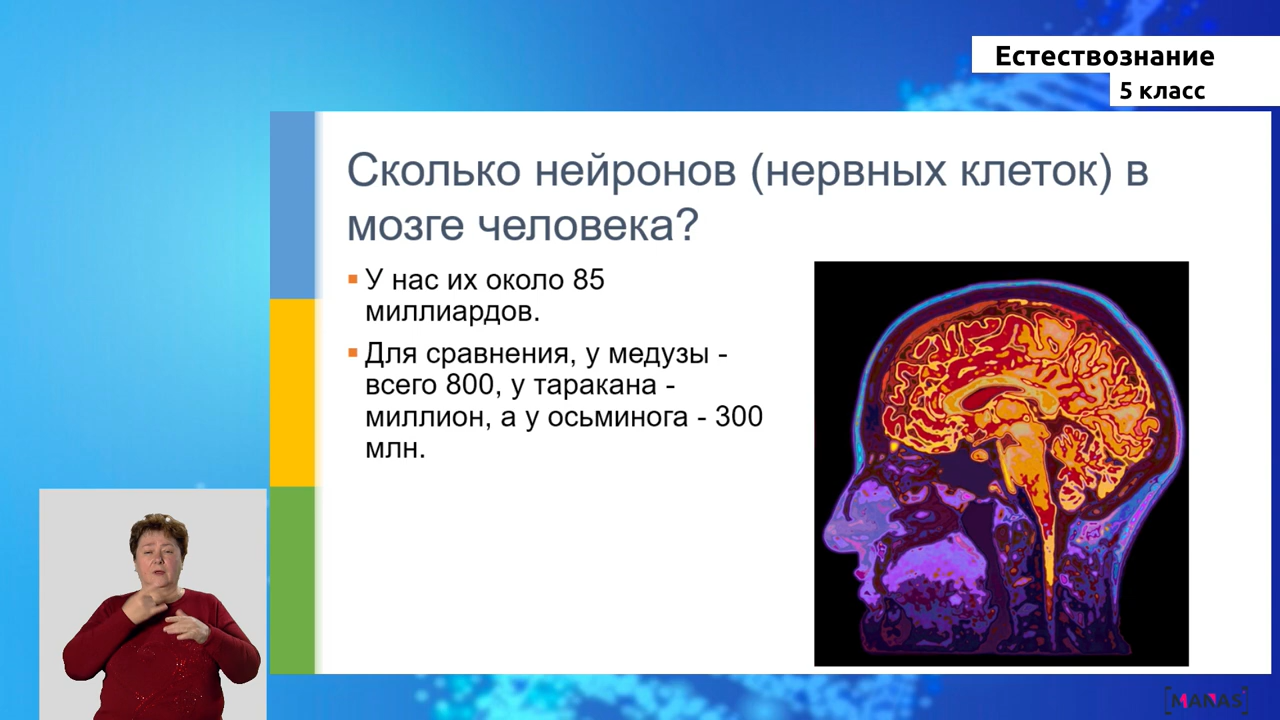 Естествознание
5 класс
Сколько нейронов (нервных клеток) в
мозге человека?
У нас их около 85
миллиардов.
Для сравнения, у медузы -
всего 800, у таракана -
миллион, а у осьминога - 300
млн.
MANAS